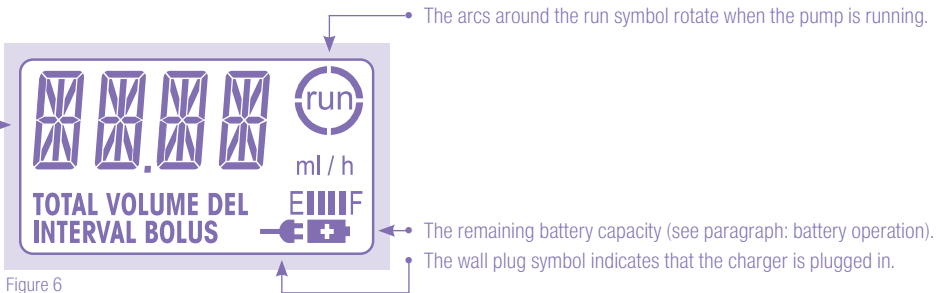 The arcs around the run symbol rotate when the pump is running.
run
ml / h
TOTAL VOLUME DEL
E F
INTERVAL BOLUS
The remaining battery capacity (see paragraph: battery operation).
The wall plug symbol indicates that the charger is plugged in.
Figure 6